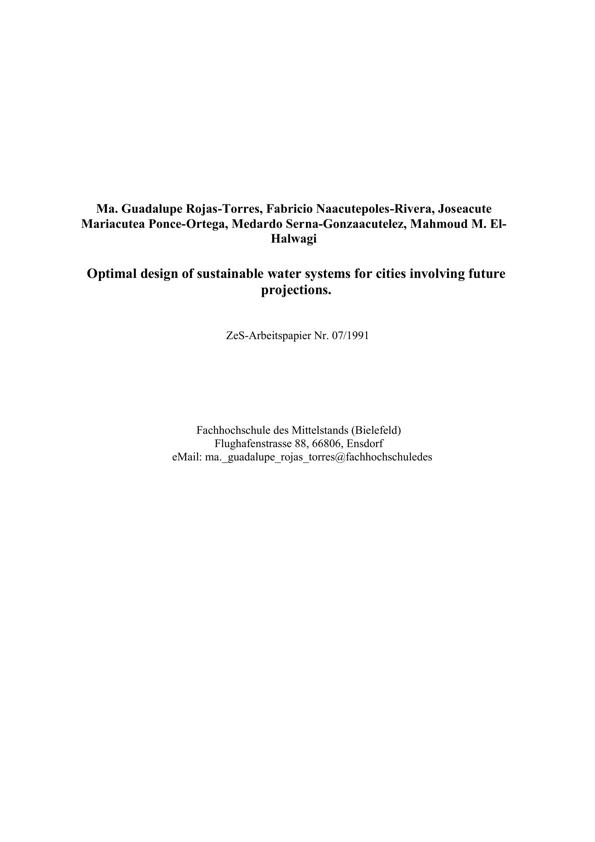 Ma. Guadalupe Rojas-Torres, Fabricio Naacutepoles-Rivera, Joseacute
Mariacutea Ponce-Ortega, Medardo Serna-Gonzaacutelez, Mahmoud M. El-
Halwagi
Optimal design of sustainable water systems for cities involving future
projections.
ZeS-Arbeitspapier Nr. 07/1991
Fachhochschule des Mittelstands (Bielefeld)
Flughafenstrasse 88, 66806, Ensdorf
eMail: ma._guadalupe_rojas_torres@fachhochschuledes